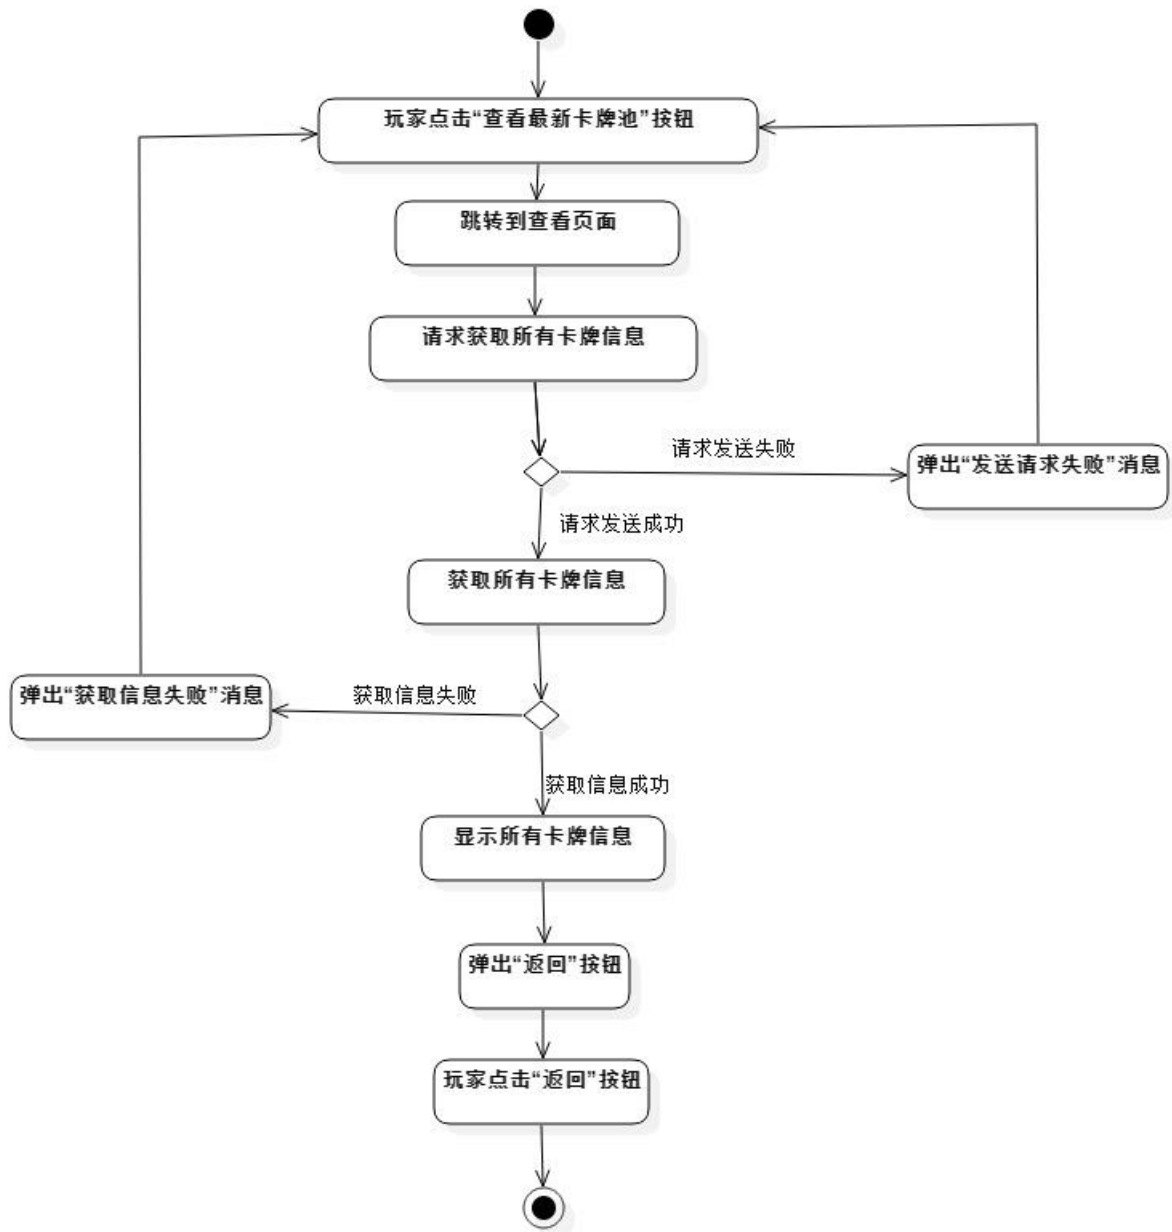 玩家点击“查看最新卡牌池”按钮
跳转到查看页面
请求获取所有卡牌信息
请求发送失败
弹出“发送请求失败”消息
请求发送成功
获取所有卡牌信息
弹出“获取信息失败”消息
获取信息失败
获取信息成功
显示所有卡牌信息
弹出“返回”按钮
玩家点击“返回”按钮